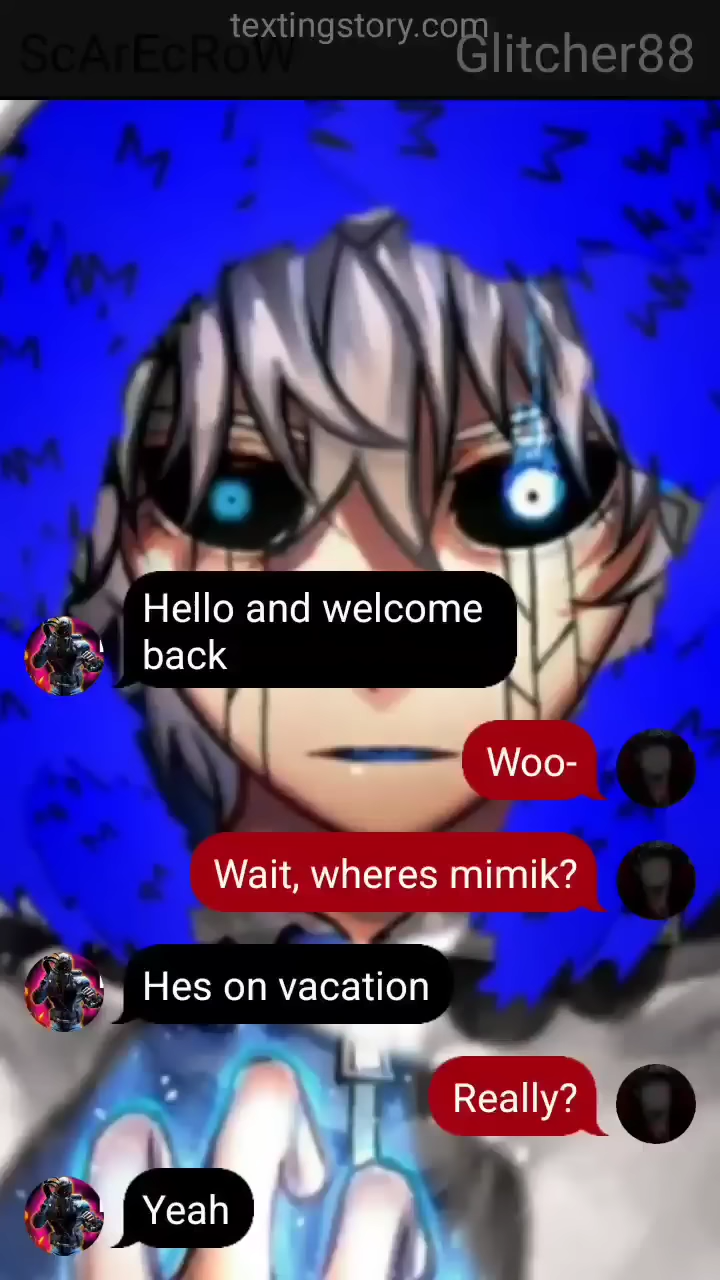 textingstory.com
ScArEcRoW
Glitcher88
Hello and welcome
back
Woo-
Wait, wheres mimik?
Hes on vacation
Really?
Yeah